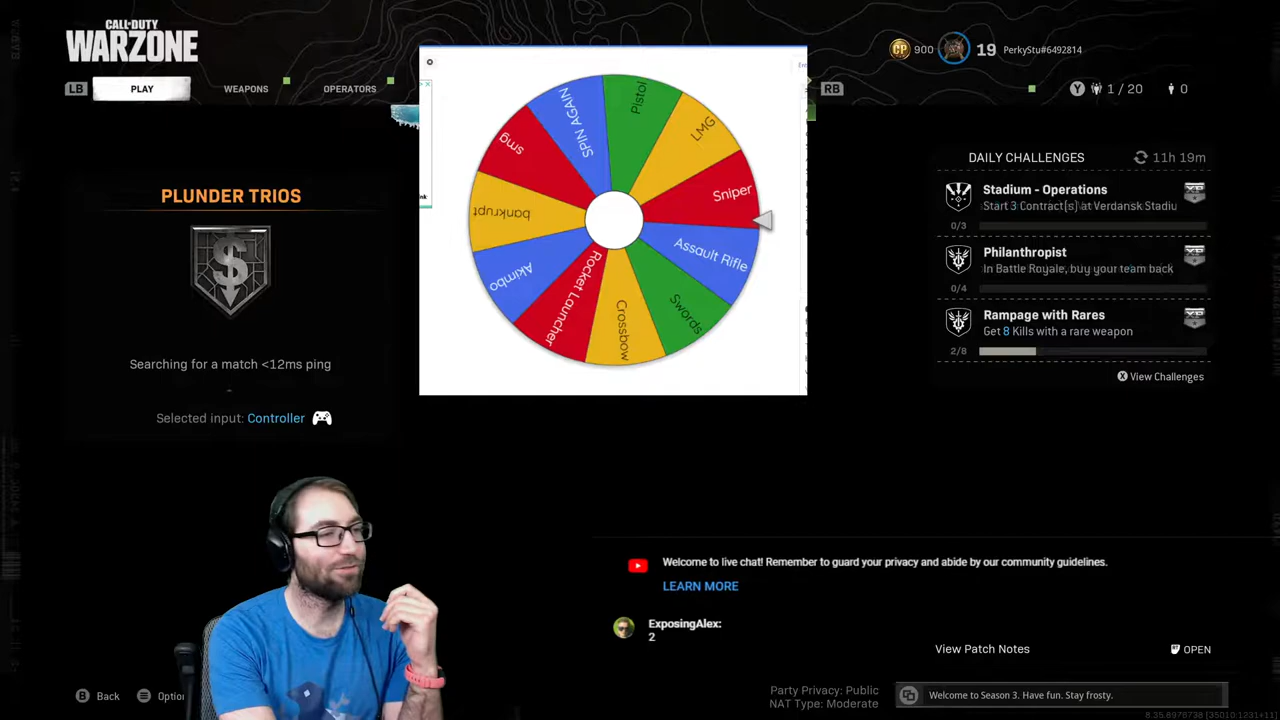 CALL OF DUTY
WARZONE
LB
PLAY
WEAPONS
OPERATORS
RB
CP 900
19
PerkyStu#6492814
Y
1 / 20
0
PLUNDER TRIOS
Searching for a match <12ms ping
-
Selected input: Controller
SPIN AGAIN
Pistol
LMG
Sniper
Assault Rifle
Swords
Crossbow
Rocket Launcher
Akimbo
bankrupt
smg
DAILY CHALLENGES
11h 19m
Stadium - Operations
XP
Start 3 Contract(s) at Verdansk Stadiu
0/3
Philanthropist
XP
In Battle Royale, buy your team back
0/4
Rampage with Rares
XP
Get 8 Kills with a rare weapon
2/8
X View Challenges
Welcome to live chat! Remember to guard your privacy and abide by our community guidelines.
LEARN MORE
ExposingAlex:
2
View Patch Notes
OPEN
B Back
Optio
Party Privacy: Public
NAT Type: Moderate
Welcome to Season 3. Have fun. Stay frosty.